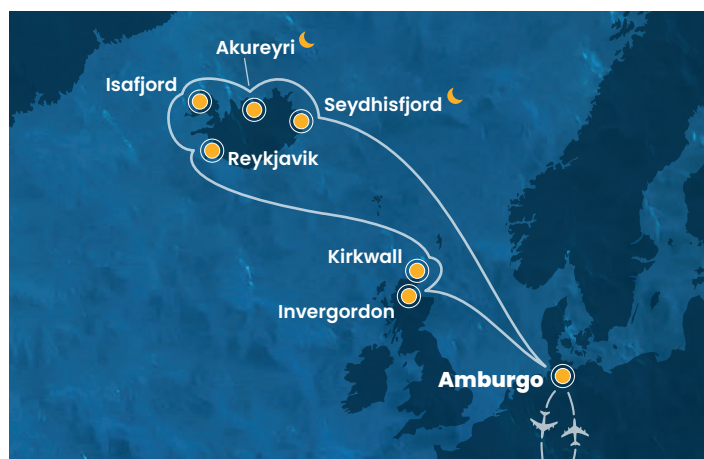 Akureyri
Isafjord
Seydhisfjord
Reykjavik
Kirkwall
Invergordon
Amburgo